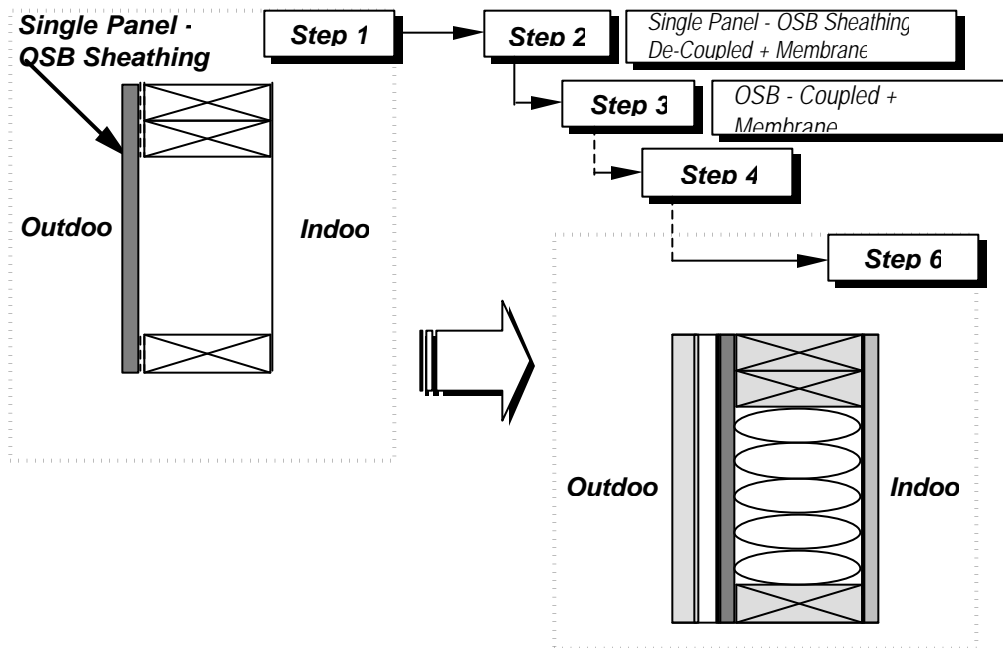 Single Panel -
OSB Sheathing
Step 1
Step 2
Single Panel - OSB Sheathing
De-Coupled + Membrane
Step 3
OSB - Coupled +
Membrane
Step 4
Outdoo
Indoo
Step 6
Outdoo
Indoo